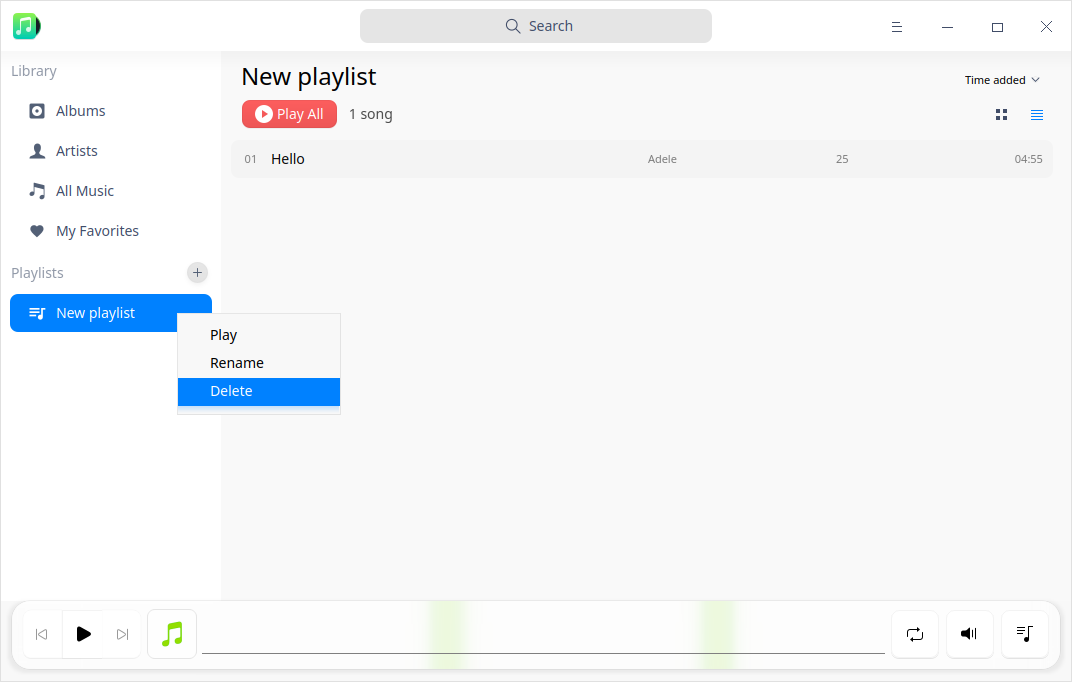 Search
Library
Albums
Artists
All Music
My Favorites
Playlists
New playlist
Play
Rename
Delete
New playlist
Time added
Play All
1 song
01 Hello Adele 25 04:55